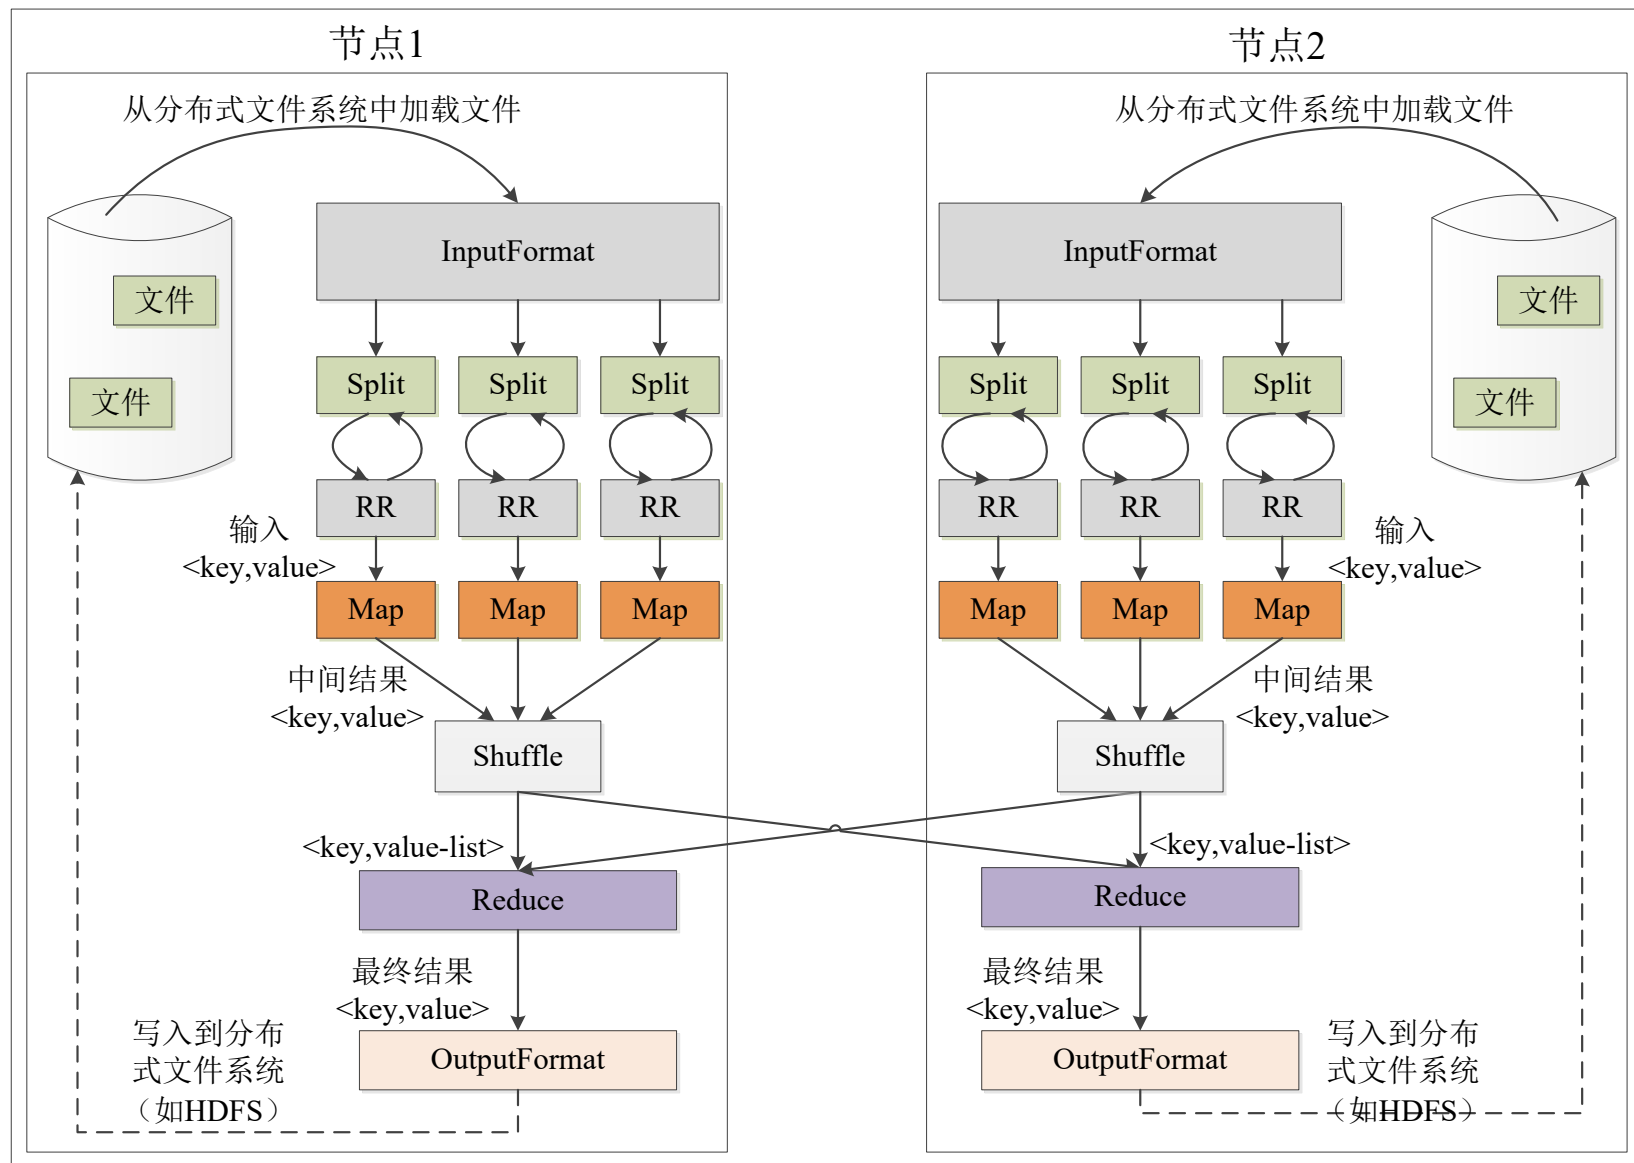 节点1
从分布式文件系统中加载文件
InputFormat
文件
文件
Split
Split
Split
RR
RR
RR
输入
<key,value>
Map
Map
Map
中间结果
<key,value>
Shuffle
<key,value-list>
Reduce
最终结果
<key,value>
OutputFormat
写入到分布
式文件系统
（如HDFS）
节点2
从分布式文件系统中加载文件
InputFormat
文件
文件
Split
Split
Split
RR
RR
RR
输入
<key,value>
Map
Map
Map
中间结果
<key,value>
Shuffle
<key,value-list>
Reduce
最终结果
<key,value>
OutputFormat
写入到分布
式文件系统
（如HDFS）